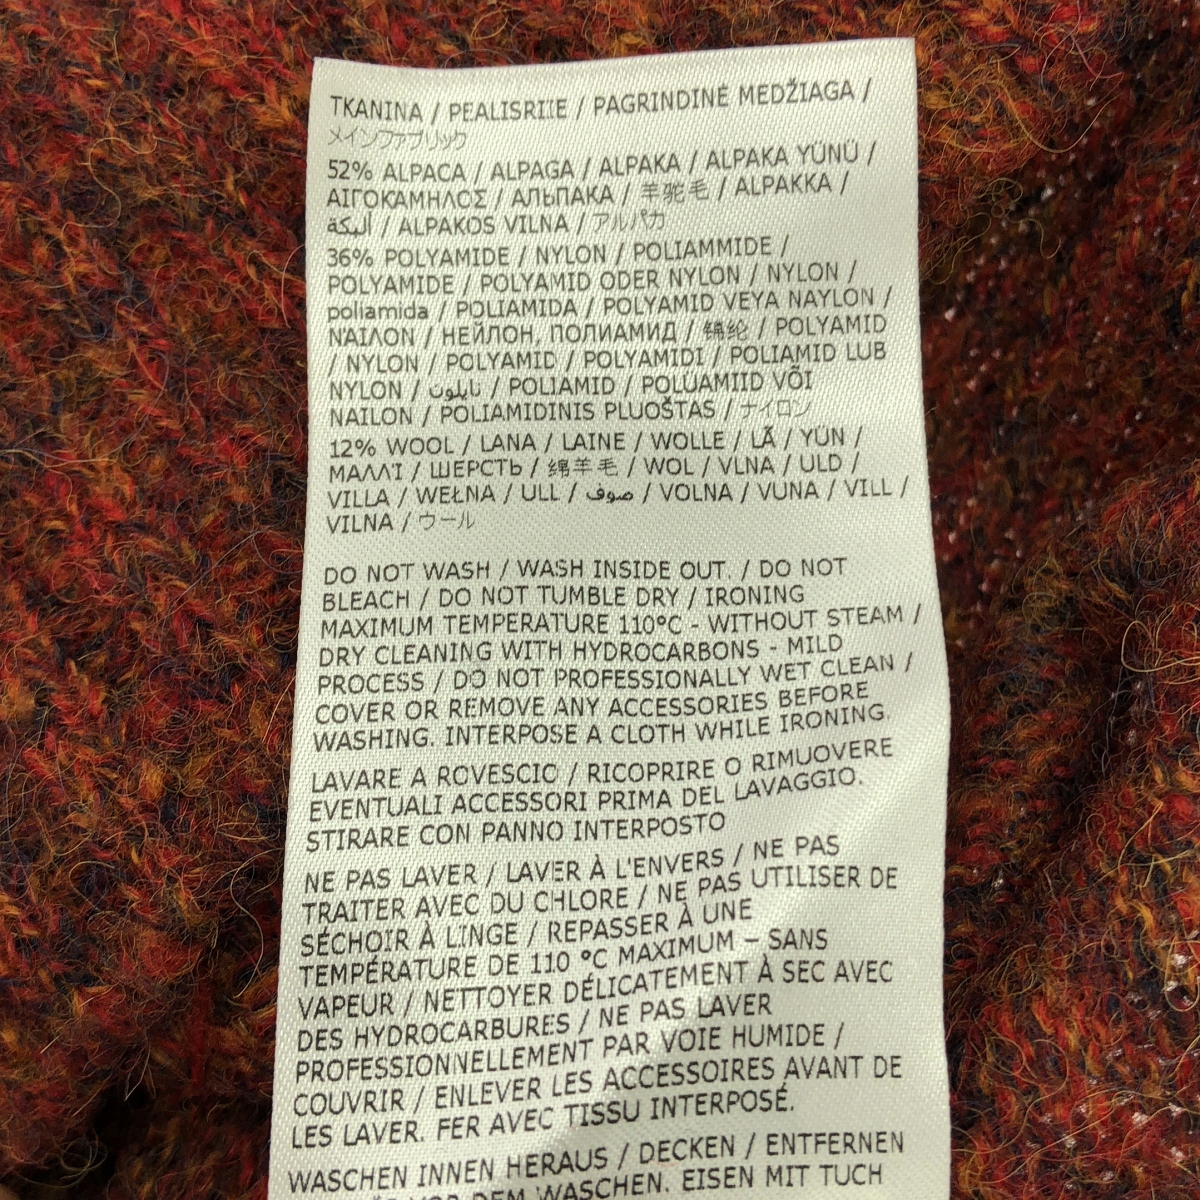 TKANINA / PEALISRIIE / PAGRINDINĖ MEDŽIAGA /
メインファブリック
52% ALPACA / ALPAGA / ALPAKA / ALPAKA YÜNÜ /
ΑΙΓΟΚΑΜΗΛΟΣ / АЛЬПАКА / 羊驼毛 / ALPAKKA /
ألبكة / ALPAKOS VILNA / アルパカ
36% POLYAMIDE / NYLON / POLIAMMIDE /
POLYAMIDE / POLYAMID ODER NYLON / NYLON /
poliamida / POLIAMIDA / POLYAMID VEYA NAYLON /
ΝΆΙΛΟΝ / НЕЙЛОН, ПОЛИАМИД / 锦纶 / POLYAMID
/ NYLON / POLYAMID / POLYAMIDI / POLIAMID LUB
NYLON / نايلون / POLIAMID / POLÜAMIID VÕI
NAILON / POLIAMIDINIS PLUOŠTAS / ナイロン
12% WOOL / LANA / LAINE / WOLLE / LÃ / YÜN /
ΜΑΛΛΊ / ШЕРСТЬ / 绵羊毛 / WOL / VLNA / ULD /
VILLA / WEŁNA / ULL / صوف / VOLNA / VUNA / VILL /
VILNA / ウール
DO NOT WASH / WASH INSIDE OUT. / DO NOT
BLEACH / DO NOT TUMBLE DRY / IRONING
MAXIMUM TEMPERATURE 110°C - WITHOUT STEAM /
DRY CLEANING WITH HYDROCARBONS - MILD
PROCESS / DO NOT PROFESSIONALLY WET CLEAN /
COVER OR REMOVE ANY ACCESSORIES BEFORE
WASHING. INTERPOSE A CLOTH WHILE IRONING.
LAVARE A ROVESCIO / RICOPRIRE O RIMUOVERE
EVENTUALI ACCESSORI PRIMA DEL LAVAGGIO.
STIRARE CON PANNO INTERPOSTO
NE PAS LAVER / LAVER À L'ENVERS / NE PAS
TRAITER AVEC DU CHLORE / NE PAS UTILISER DE
SÉCHOIR À LINGE / REPASSER À UNE
TEMPÉRATURE DE 110 °C MAXIMUM – SANS
VAPEUR / NETTOYER DÉLICATEMENT À SEC AVEC
DES HYDROCARBURES / NE PAS LAVER
PROFESSIONNELLEMENT PAR VOIE HUMIDE /
COUVRIR / ENLEVER LES ACCESSOIRES AVANT DE
LES LAVER. FER AVEC TISSU INTERPOSÉ.
WASCHEN INNEN HERAUS / DECKEN / ENTFERNEN
VOR DEM WASCHEN. EISEN MIT TUCH